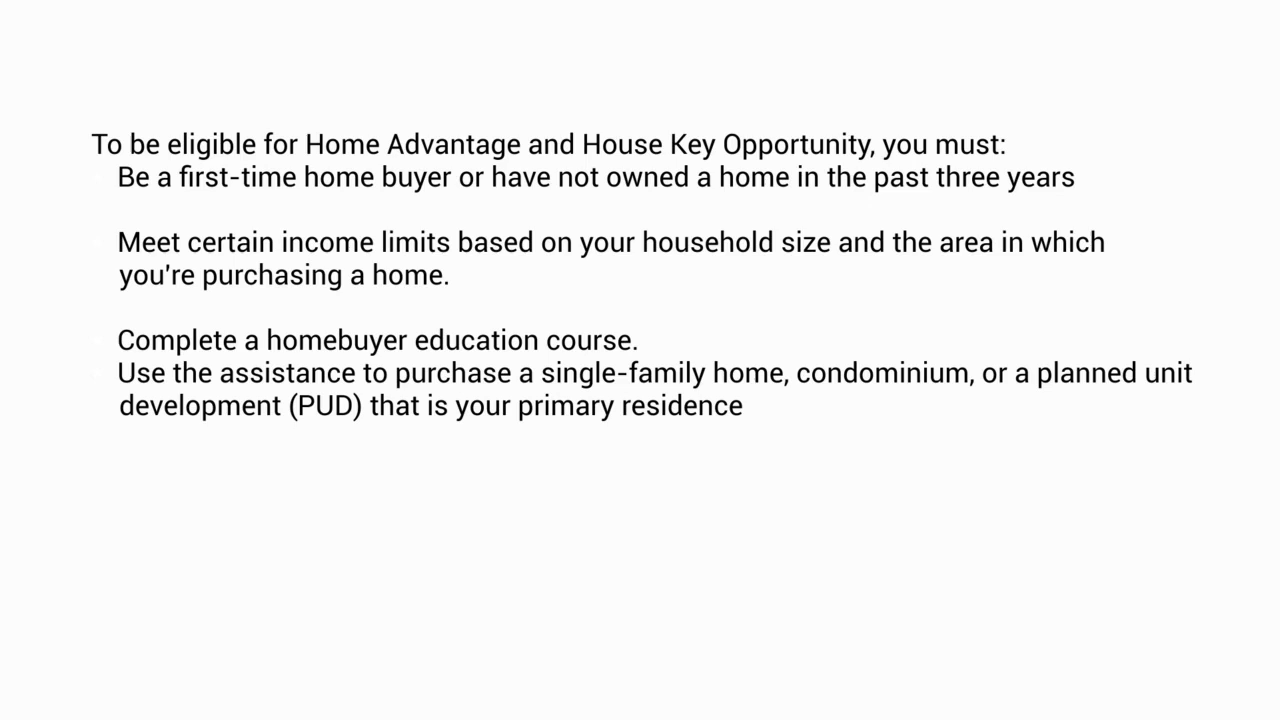 To be eligible for Home Advantage and House Key Opportunity, you must:
Be a first-time home buyer or have not owned a home in the past three years
Meet certain income limits based on your household size and the area in which
you're purchasing a home.
Complete a homebuyer education course.
Use the assistance to purchase a single-family home, condominium, or a planned unit
development (PUD) that is your primary residence